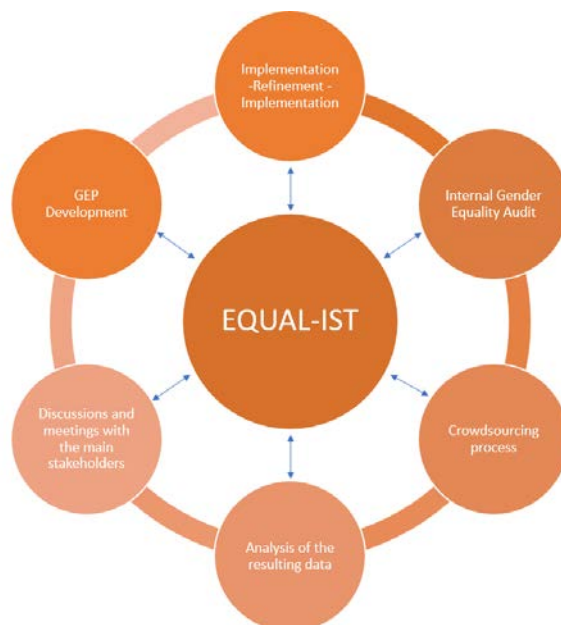 Implementation
-Refinement -
Implementation
GEP
Development
Internal Gender
Equality Audit
EQUAL-IST
Discussions and
meetings with
the main
stakeholders
Crowdsourcing
process
Analysis of the
resulting data